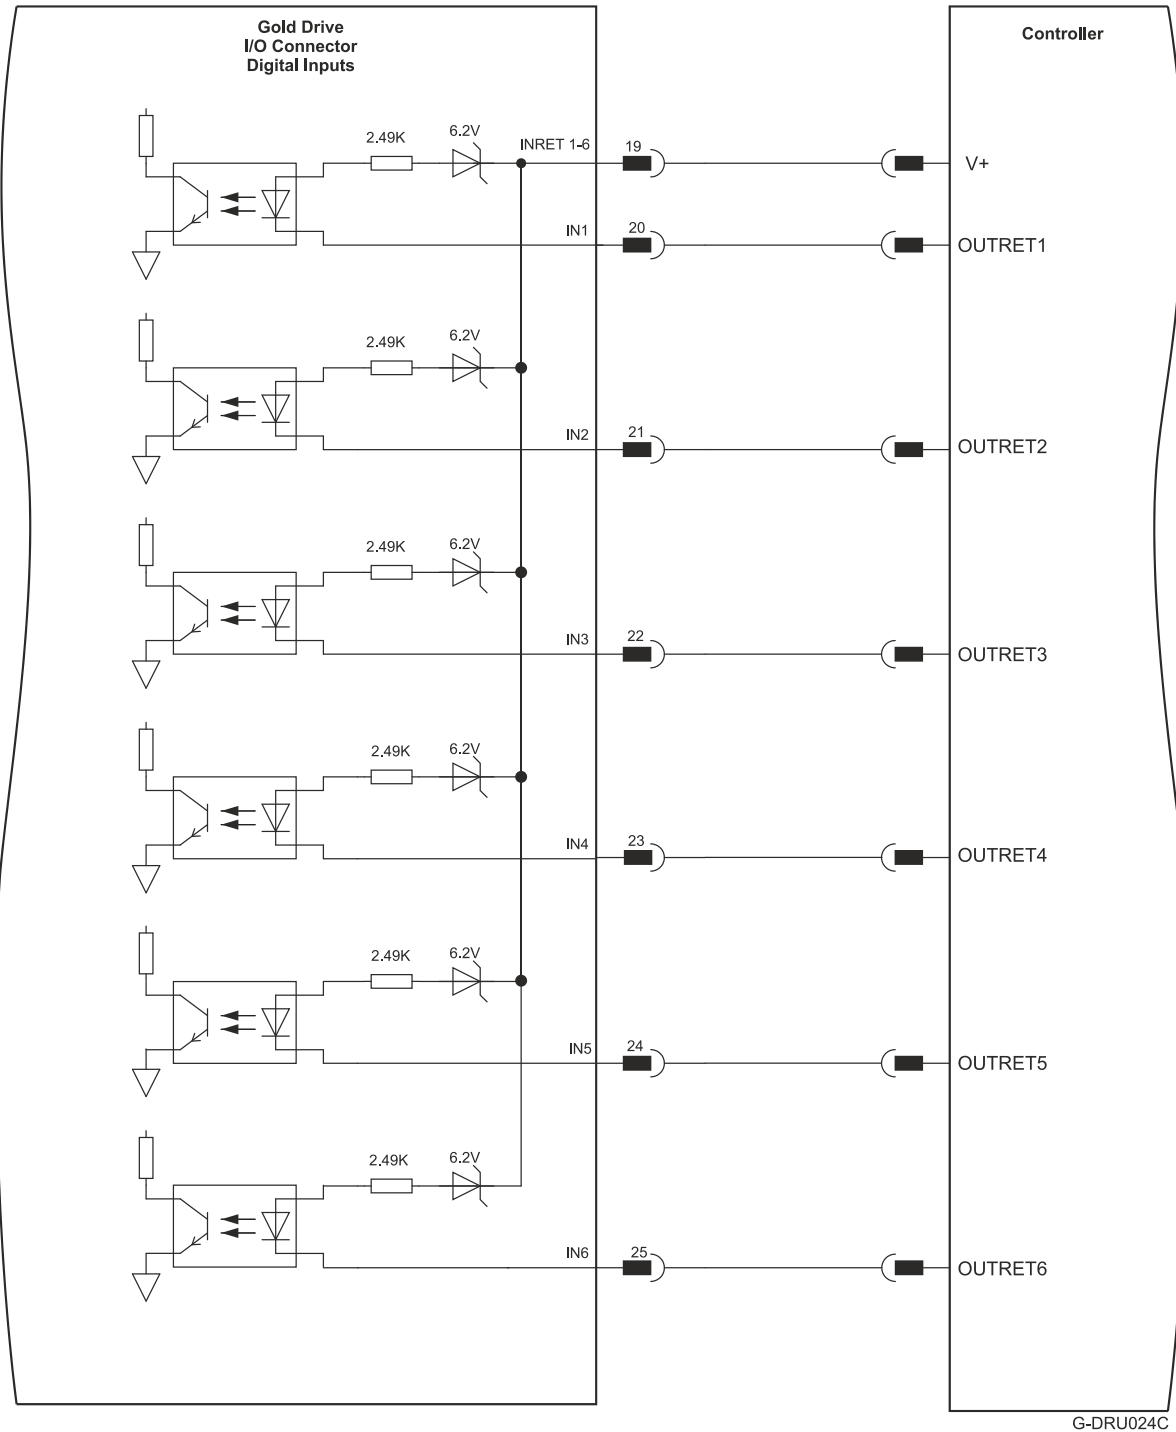 Gold Drive
I/O Connector
Digital Inputs
Controller
2.49K
6.2V
INRET 1-6
19
V+
IN1
20
OUTRET1
2.49K
6.2V
IN2
21
OUTRET2
2.49K
6.2V
IN3
22
OUTRET3
2.49K
6.2V
IN4
23
OUTRET4
2.49K
6.2V
IN5
24
OUTRET5
2.49K
6.2V
IN6
25
OUTRET6
G-DRU024C